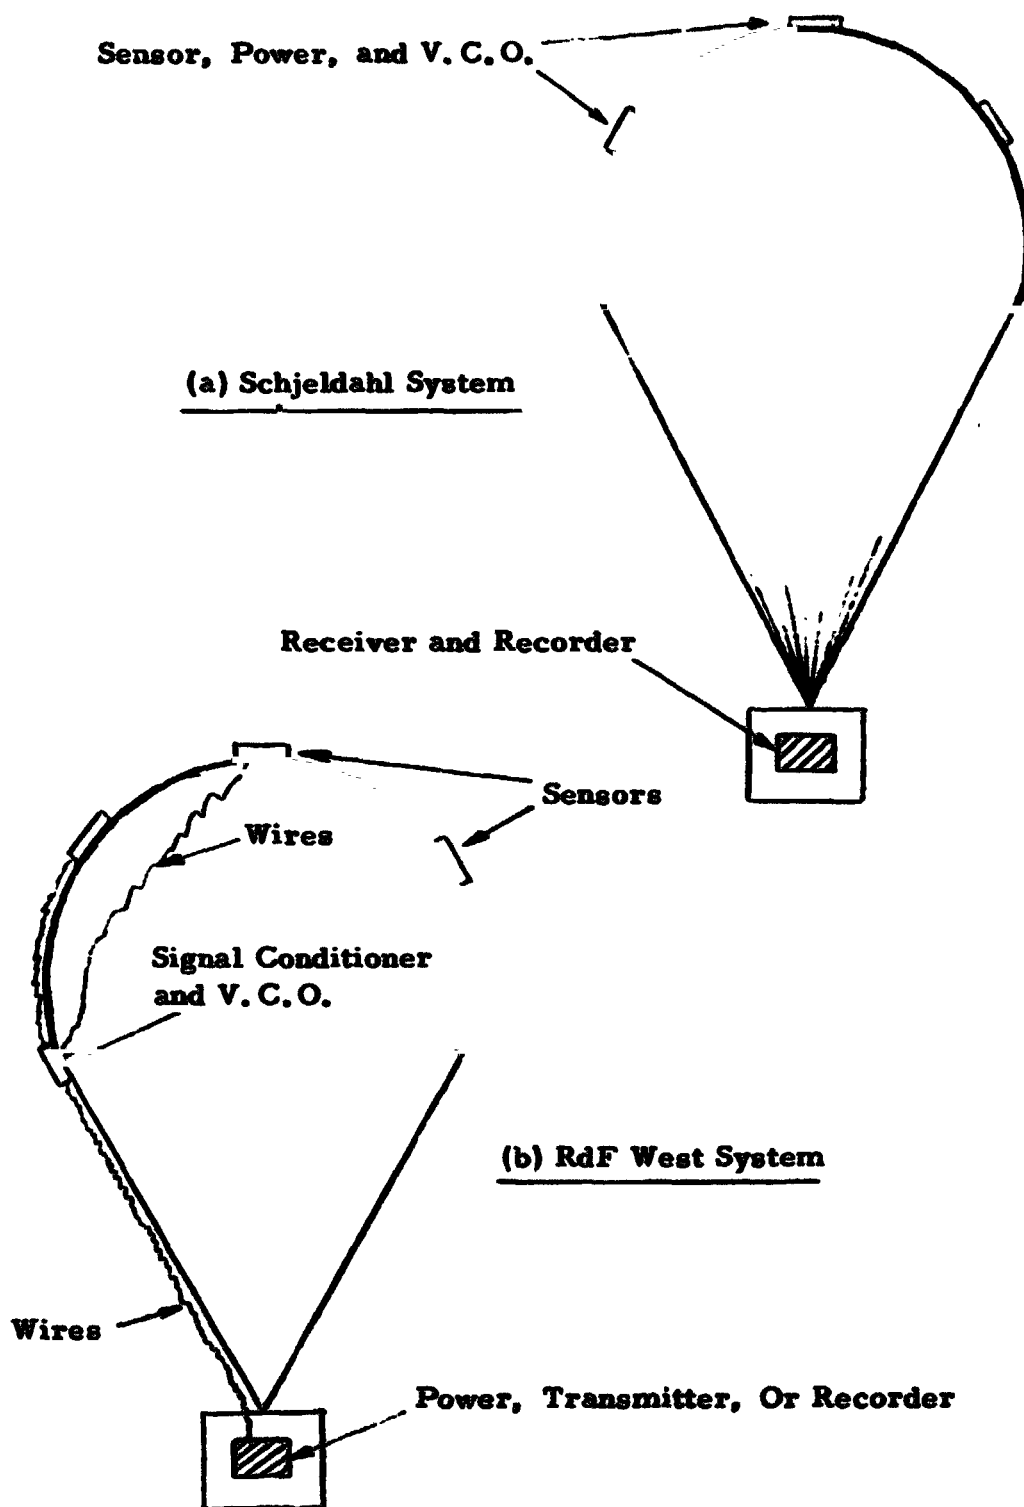 Sensor, Power, and V.C.O.
(a) Schjeldahl System
Receiver and Recorder
Sensors
Wires
Signal Conditioner
and V.C.O.
(b) RdF West System
Wires
Power, Transmitter, Or Recorder